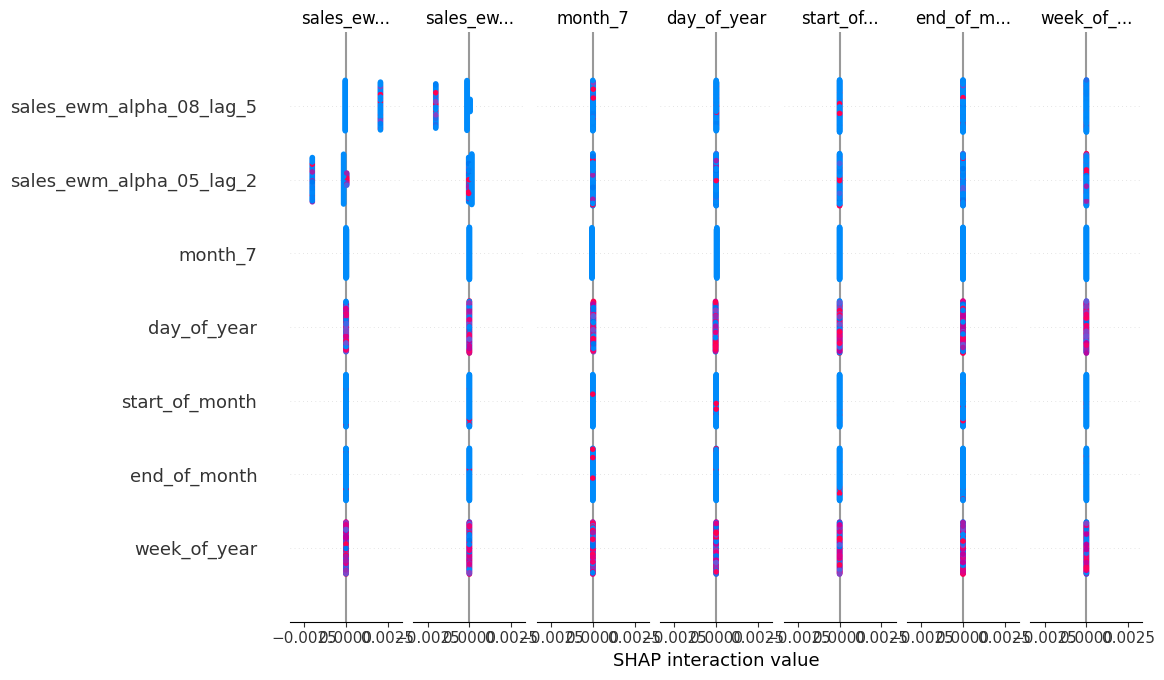 sales_ew... sales_ew... month_7 day_of_year start_of... end_of_m... week_of_...
sales_ewm_alpha_08_lag_5
sales_ewm_alpha_05_lag_2
month_7
day_of_year
start_of_month
end_of_month
week_of_year
SHAP interaction value